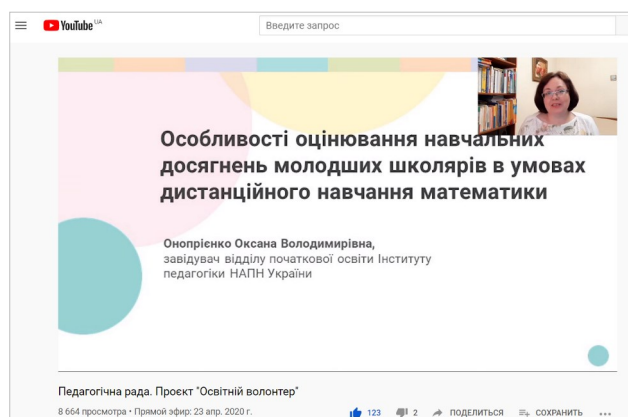 YouTube UA
Введите запрос
Особливості оцінювання навчальних
досягнень молодших школярів в умовах
дистанційного навчання математики
Онопрієнко Оксана Володимирівна,
завідувач відділу початкової освіти Інституту
педагогіки НАПН України
Педагогічна рада. Проєкт "Освітній волонтер"
8 664 просмотра • Прямой эфир: 23 апр. 2020 г.
123 2 ПОДЕЛИТЬСЯ СОХРАНИТЬ